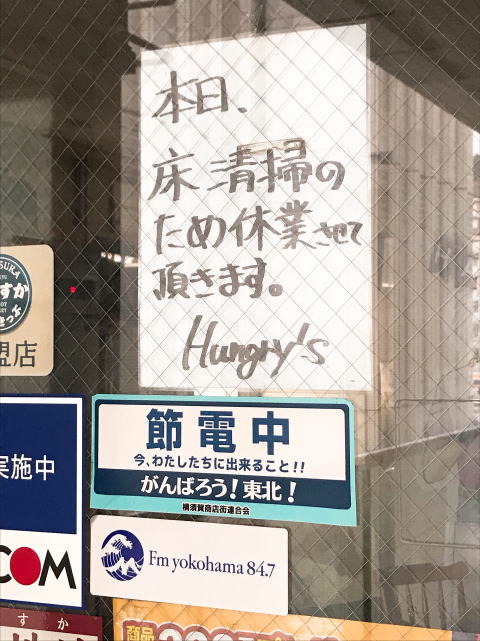 本日、
床清掃の
ため休業させて
頂きます。
Hungry's
盟店
節電中
今、わたしたちに出来ること!!
がんばろう!東北!
横須賀商店街連合会
実施中
COM
Fm yokohama 84.7
すか
商品